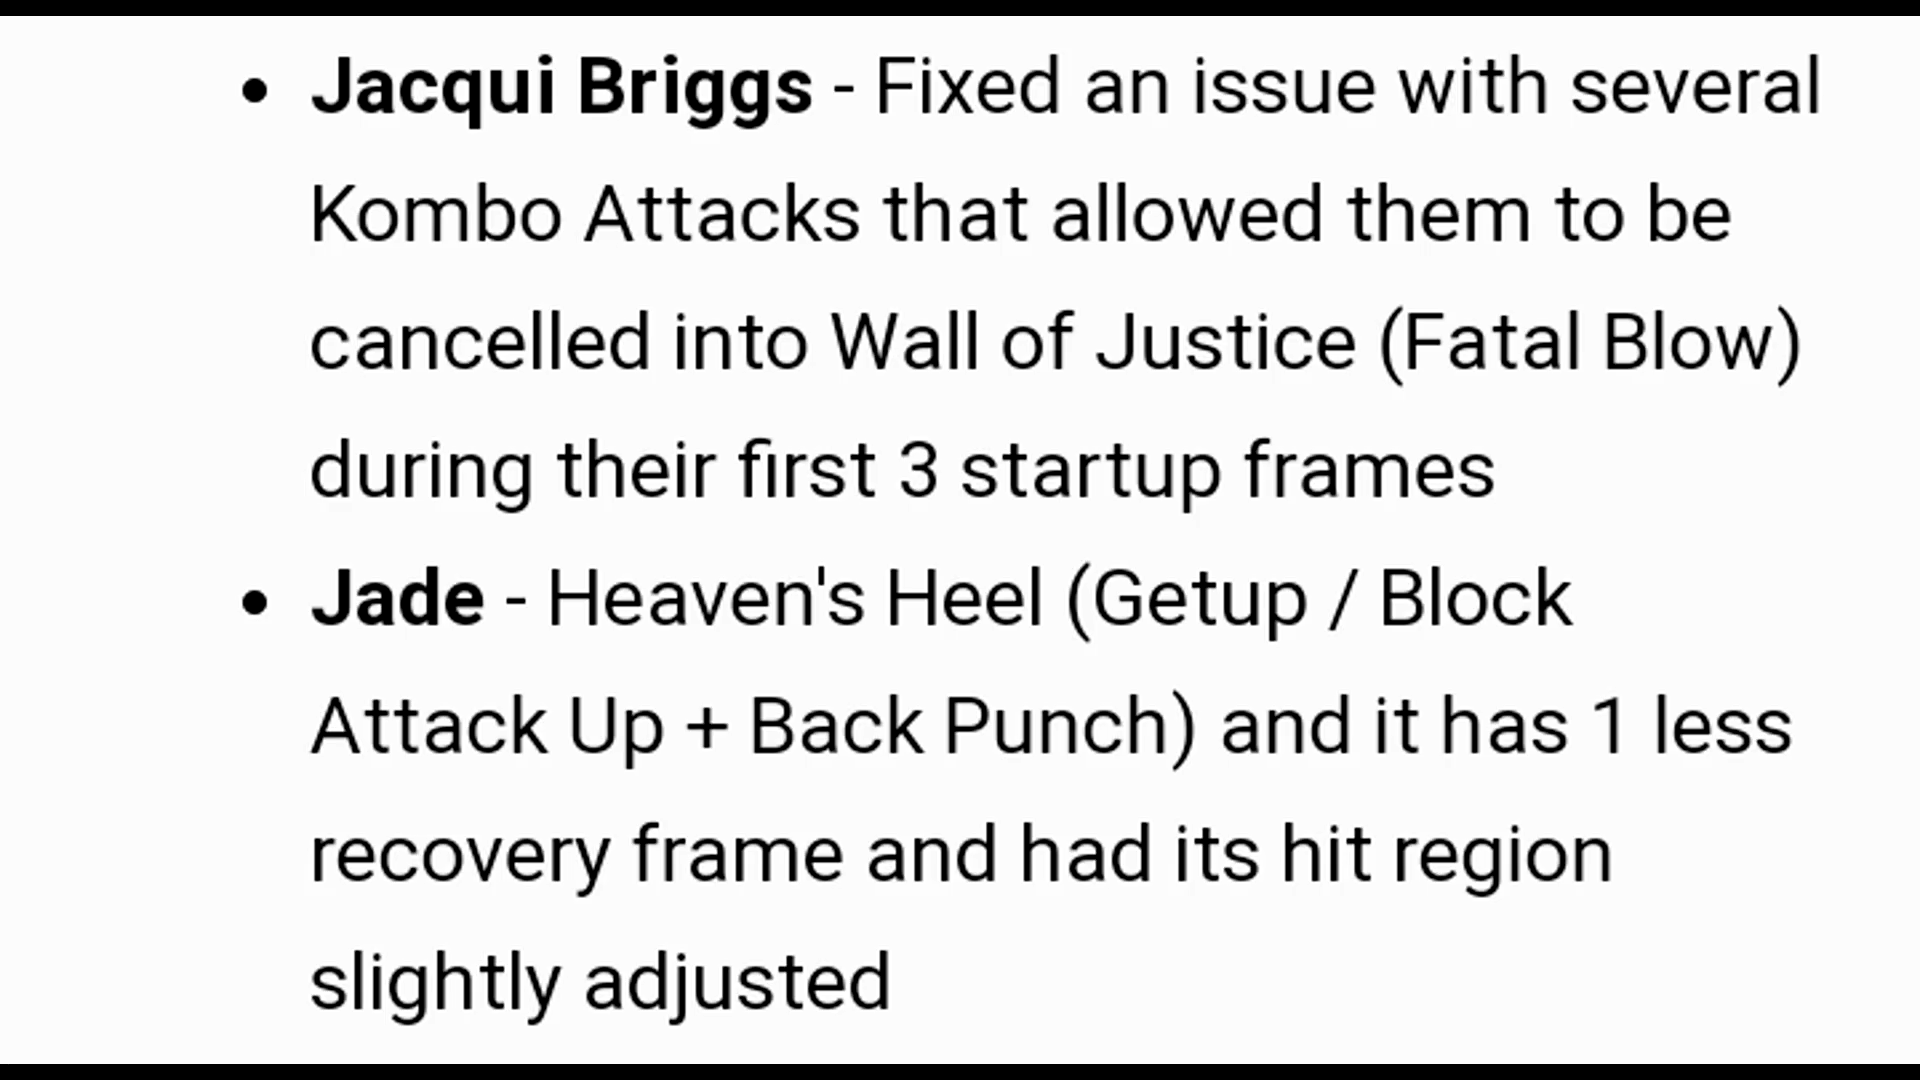 • Jacqui Briggs - Fixed an issue with several
Kombo Attacks that allowed them to be
cancelled into Wall of Justice (Fatal Blow)
during their first 3 startup frames
• Jade - Heaven's Heel (Getup / Block
Attack Up + Back Punch) and it has 1 less
recovery frame and had its hit region
slightly adjusted